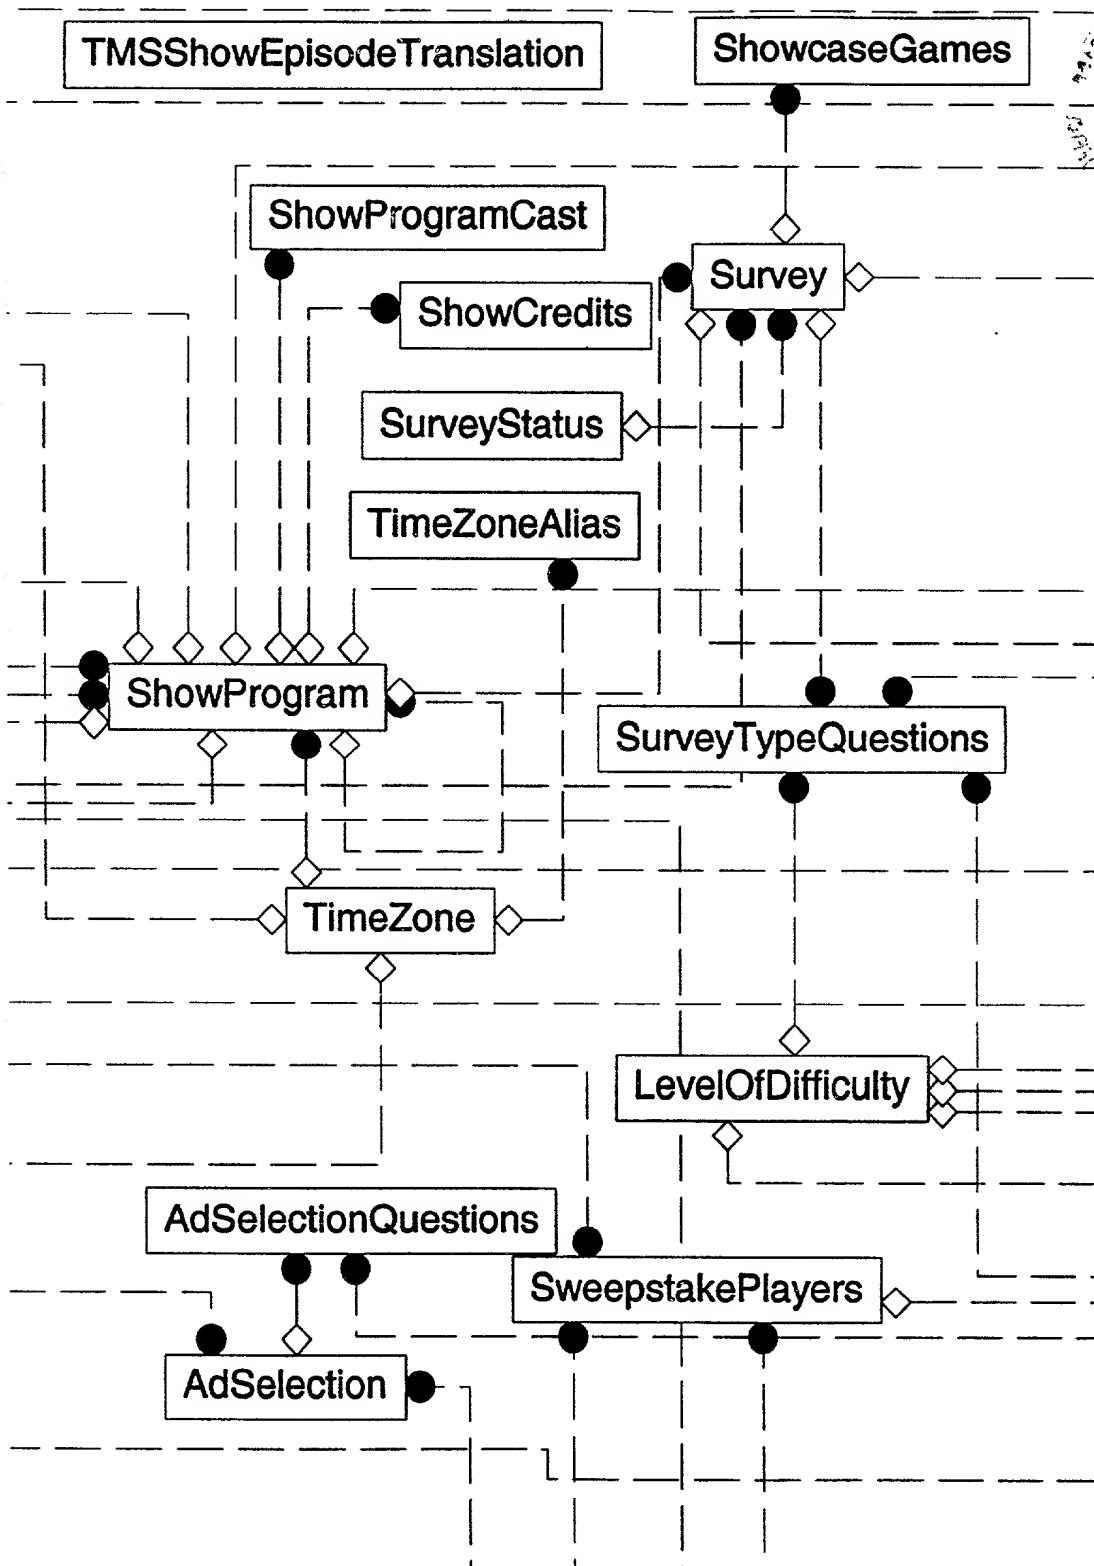 TMSShowEpisodeTranslation
ShowcaseGames
ShowProgramCast
Survey
ShowCredits
SurveyStatus
TimeZoneAlias
ShowProgram
SurveyTypeQuestions
TimeZone
LevelOfDifficulty
AdSelectionQuestions
SweepstakePlayers
AdSelection